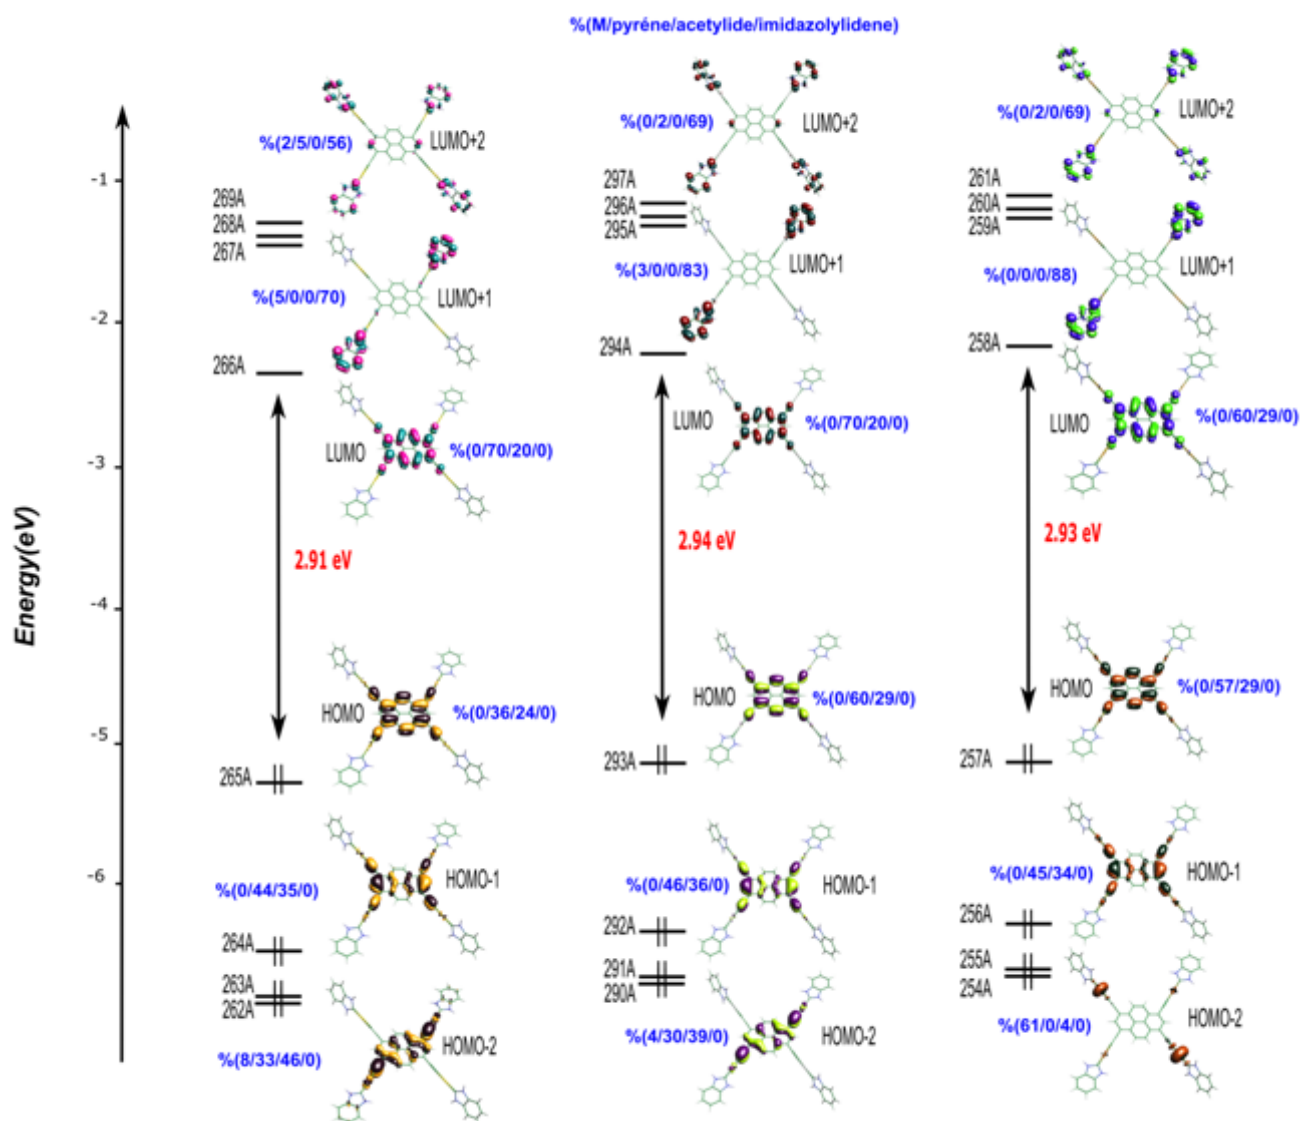 %(M/pyréne/acetylide/imidazolylidene)
Energy(eV)
-1
-2
-3
-4
-5
-6
%(2/5/0/56)
LUMO+2
269A
268A
267A
%(5/0/0/70)
LUMO+1
266A
LUMO
%(0/70/20/0)
2.91 eV
HOMO
%(0/36/24/0)
265A
%(0/44/35/0)
HOMO-1
264A
263A
262A
HOMO-2
%(8/33/46/0)
%(0/2/0/69)
LUMO+2
297A
296A
295A
%(3/0/0/83)
LUMO+1
294A
LUMO
%(0/70/20/0)
2.94 eV
HOMO
%(0/60/29/0)
293A
%(0/46/36/0)
HOMO-1
292A
291A
290A
%(4/30/39/0)
HOMO-2
%(0/2/0/69)
LUMO+2
261A
260A
259A
%(0/0/0/88)
LUMO+1
258A
LUMO
%(0/60/29/0)
2.93 eV
HOMO
%(0/57/29/0)
257A
%(0/45/34/0)
HOMO-1
256A
255A
254A
HOMO-2
%(61/0/4/0)